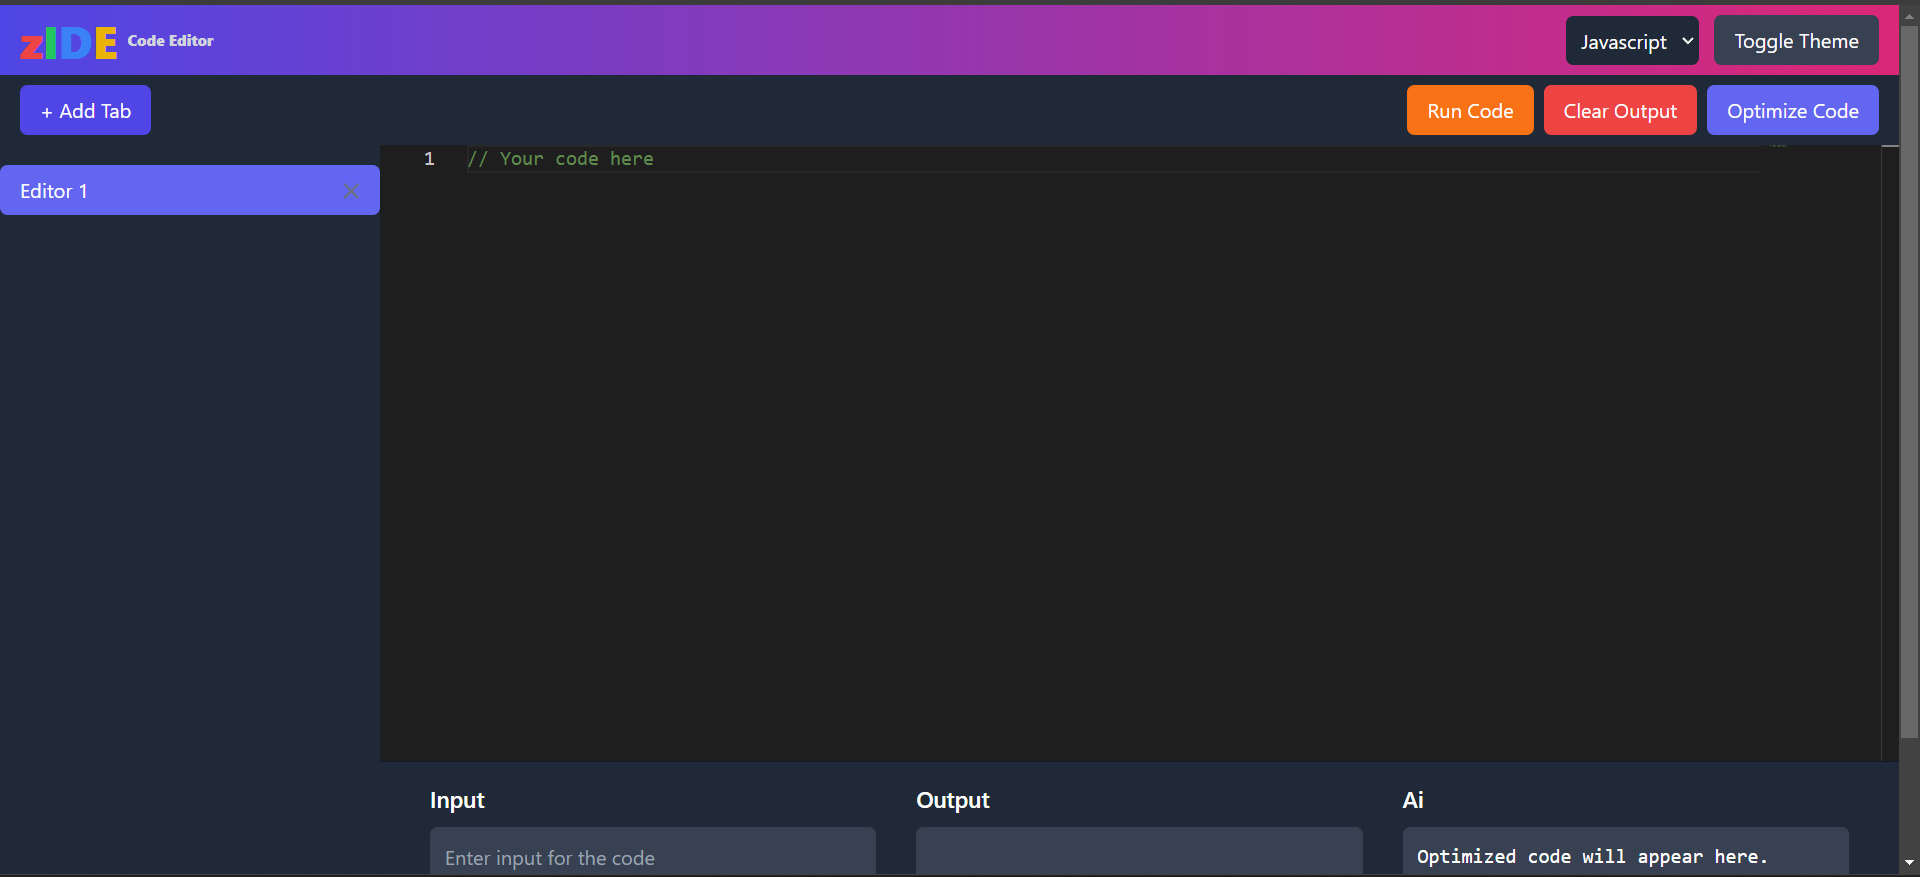 zIDE Code Editor
Javascript
Toggle Theme
+ Add Tab
Run Code
Clear Output
Optimize Code
Editor 1
1
// Your code here
Input
Output
Ai
Enter input for the code
Optimized code will appear here.